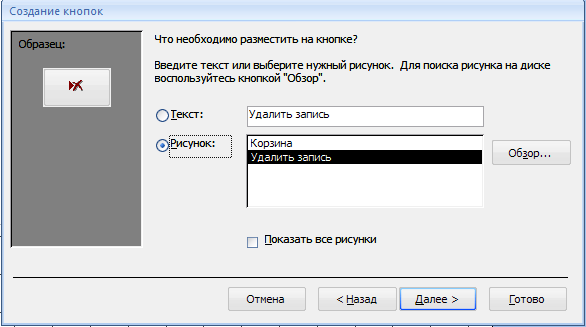 Создание кнопок
Образец:
Что необходимо разместить на кнопке?
Введите текст или выберите нужный рисунок. Для поиска рисунка на диске
воспользуйтесь кнопкой "Обзор".
Текст:
Удалить запись
Рисунок:
Корзина
Удалить запись
Обзор...
Показать все рисунки
Отмена
< Назад
Далее >
Готово